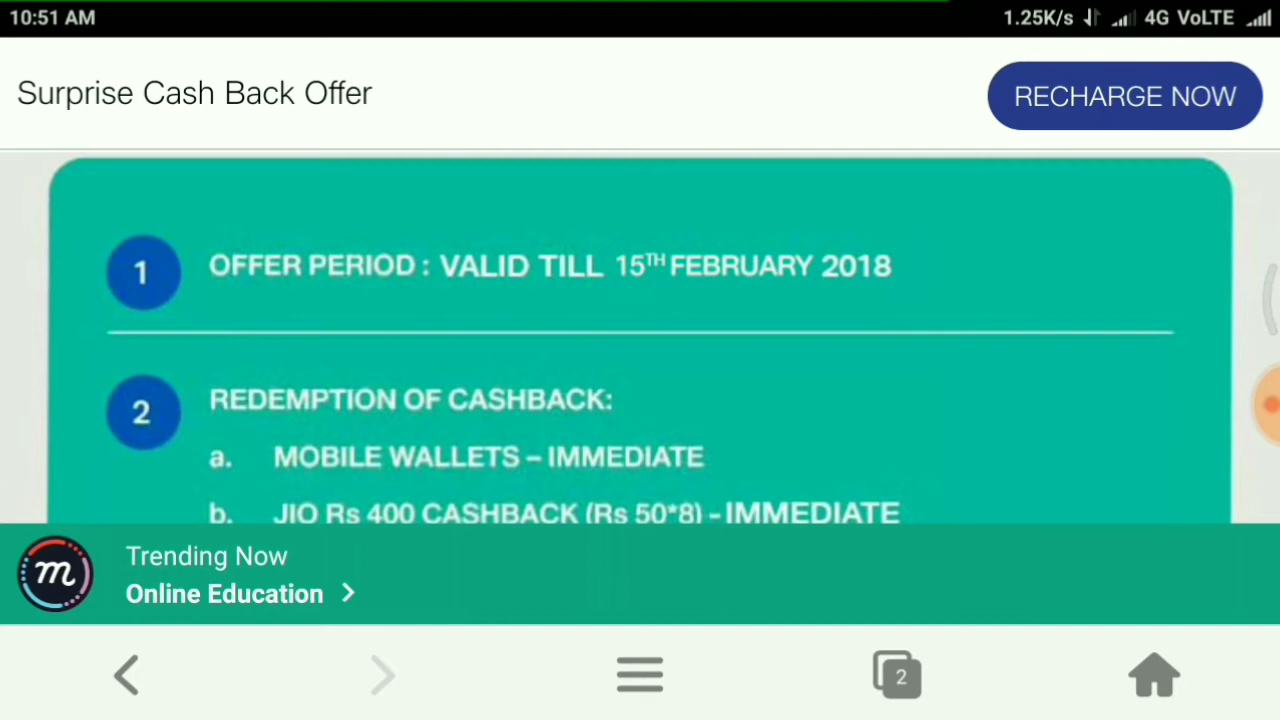 10:51 AM
1.25K/s 4G VoLTE
Surprise Cash Back Offer
RECHARGE NOW
1 OFFER PERIOD : VALID TILL 15TH FEBRUARY 2018
2 REDEMPTION OF CASHBACK:
a. MOBILE WALLETS – IMMEDIATE
b. JIO Rs 400 CASHBACK (Rs 50*8) - IMMEDIATE
m
Trending Now
Online Education
2